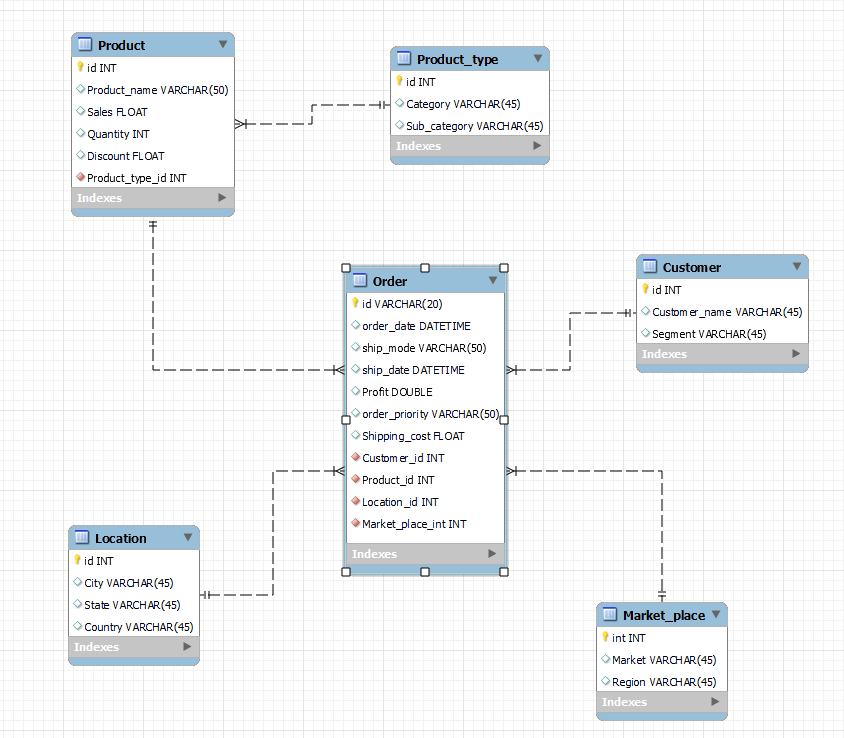 Product
id INT
Product_name VARCHAR(50)
Sales FLOAT
Quantity INT
Discount FLOAT
Product_type_id INT
Indexes
Product_type
id INT
Category VARCHAR(45)
Sub_category VARCHAR(45)
Indexes
Order
id VARCHAR(20)
order_date DATETIME
ship_mode VARCHAR(50)
ship_date DATETIME
Profit DOUBLE
order_priority VARCHAR(50)
Shipping_cost FLOAT
Customer_id INT
Product_id INT
Location_id INT
Market_place_int INT
Indexes
Customer
id INT
Customer_name VARCHAR(45)
Segment VARCHAR(45)
Indexes
Location
id INT
City VARCHAR(45)
State VARCHAR(45)
Country VARCHAR(45)
Indexes
Market_place
int INT
Market VARCHAR(45)
Region VARCHAR(45)
Indexes